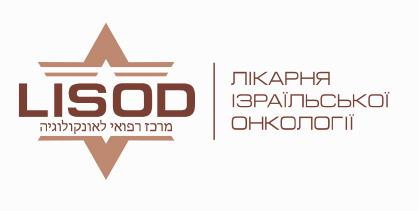 LISOD
מרכז רפואי לאונקולוגיה
ЛІКАРНЯ
ІЗРАЇЛЬСЬКОЇ
ОНКОЛОГІЇ